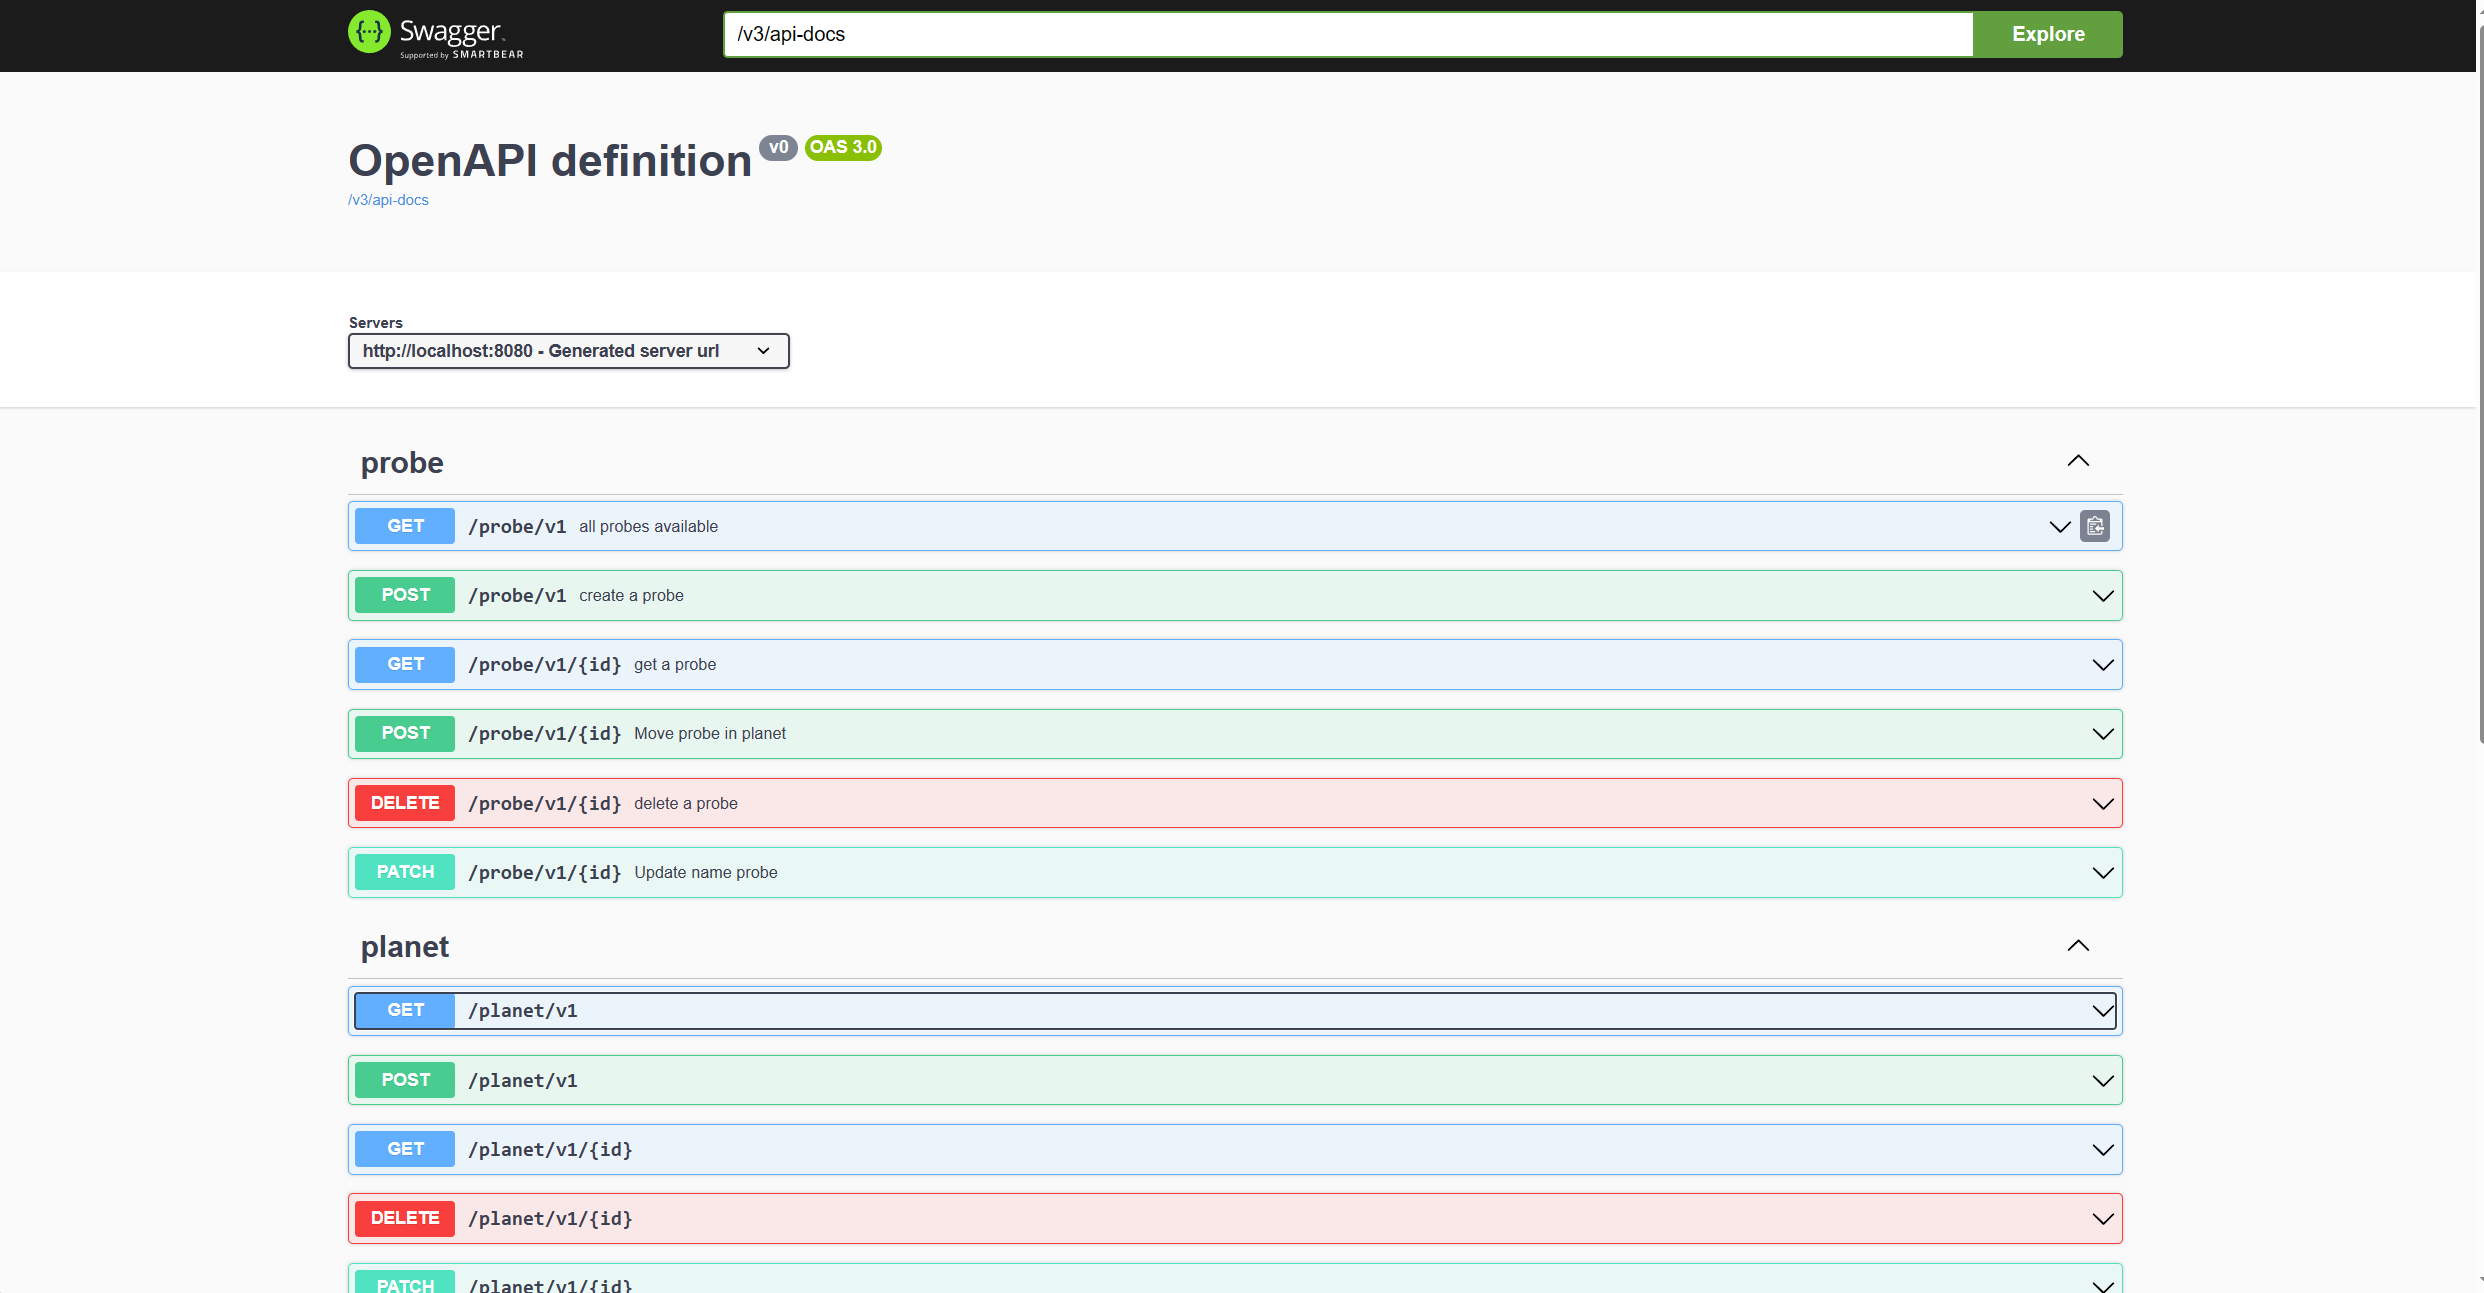 Swagger
Supported by SMARTBEAR
/v3/api-docs
Explore
OpenAPI definition v0 OAS 3.0
/v3/api-docs
Servers
http://localhost:8080 - Generated server url
probe
GET /probe/v1 all probes available
POST /probe/v1 create a probe
GET /probe/v1/{id} get a probe
POST /probe/v1/{id} Move probe in planet
DELETE /probe/v1/{id} delete a probe
PATCH /probe/v1/{id} Update name probe
planet
GET /planet/v1
POST /planet/v1
GET /planet/v1/{id}
DELETE /planet/v1/{id}
PATCH /planet/v1/{id}